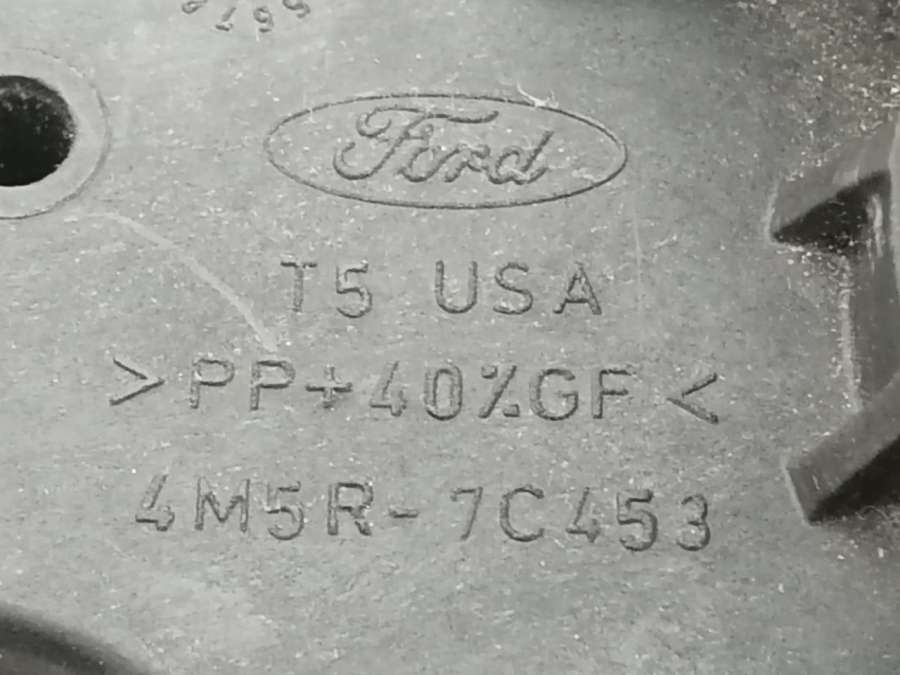 Ford
T5 USA
>PP+40%GF<
4M5R-7C453